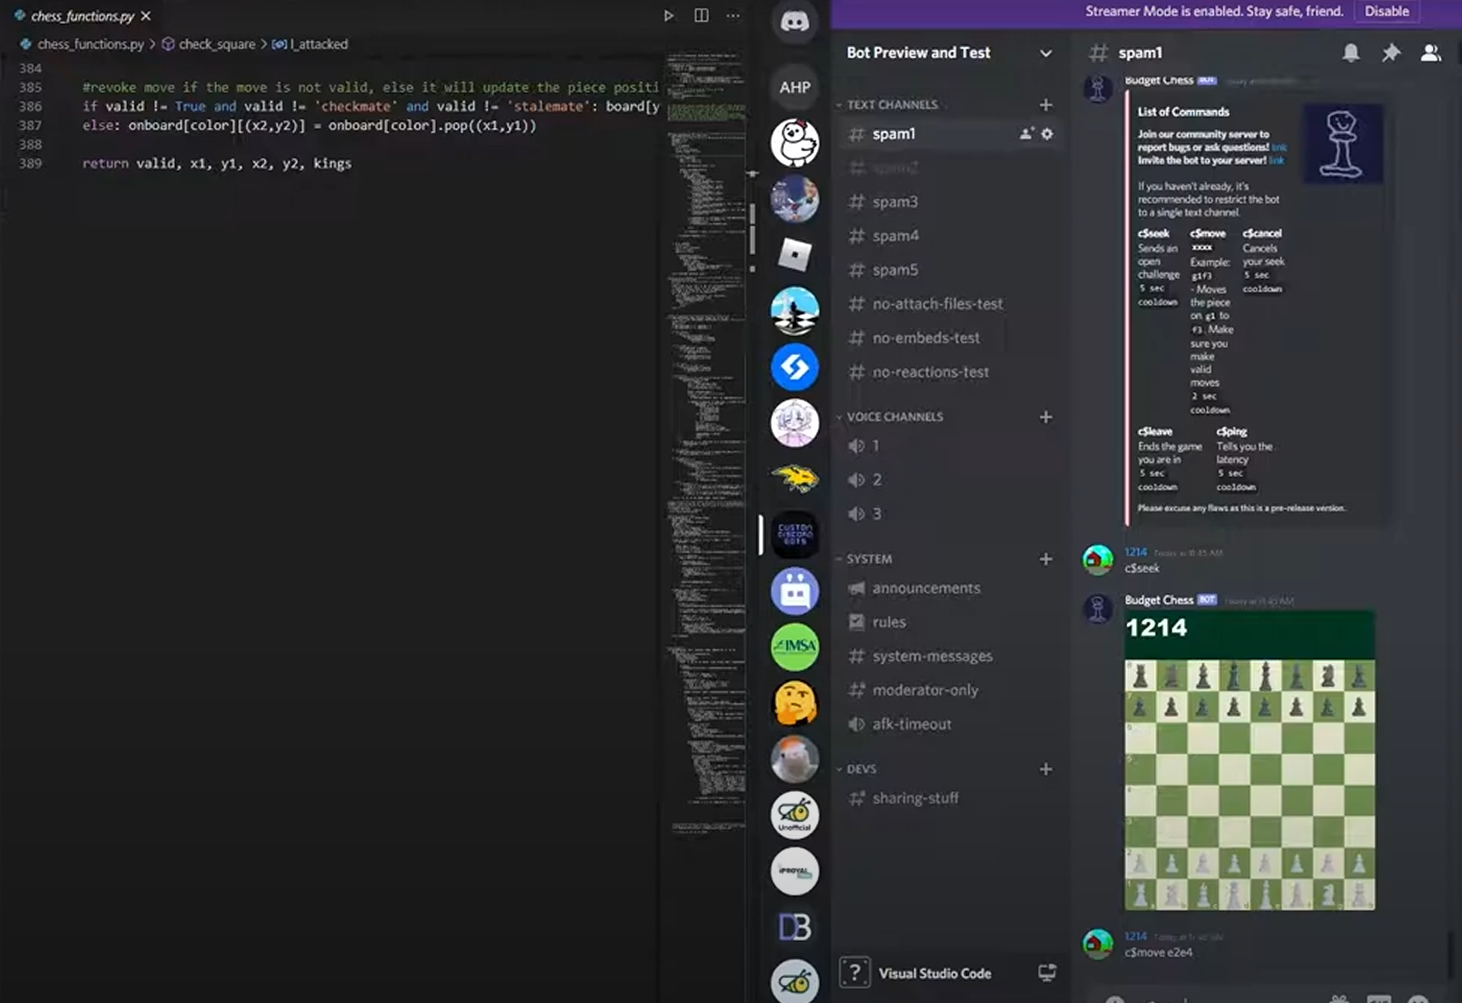 chess_functions.py
chess_functions.py > check_square > l_attacked
384
385 #revoke move if the move is not valid, else it will update the piece positi
386 if valid != True and valid != 'checkmate' and valid != 'stalemate': board[y
387 else: onboard[color][(x2,y2)] = onboard[color].pop((x1,y1))
388
389 return valid, x1, y1, x2, y2, kings
AHP
CUSTOM
DISCORD
BOTS
IMSA
Unofficial
DB
Streamer Mode is enabled. Stay safe, friend. Disable
Bot Preview and Test
TEXT CHANNELS
spam1
spam2
spam3
spam4
spam5
no-attach-files-test
no-embeds-test
no-reactions-test
VOICE CHANNELS
1
2
3
SYSTEM
announcements
rules
system-messages
moderator-only
afk-timeout
DEVS
sharing-stuff
? Visual Studio Code
# spam1
Budget Chess BOT
List of Commands
Join our community server to
report bugs or ask questions! link
Invite the bot to your server! link
If you haven't already, it's
recommended to restrict the bot
to a single text channel.
c$seek
Sends an
open
challenge
5 sec
cooldown
c$move
xxxx
Example:
g1f3
- Moves
the piece
on g1 to
f3. Make
sure you
make
valid
moves
2 sec
cooldown
c$cancel
Cancels
your seek
5 sec
cooldown
c$leave
Ends the game
you are in
5 sec
cooldown
c$ping
Tells you the
latency
5 sec
cooldown
Please excuse any flaws as this is a pre-release version.
1214 Today at 11:45 AM
c$seek
Budget Chess BOT Today at 11:45 AM
1214
1214
c$move e2e4